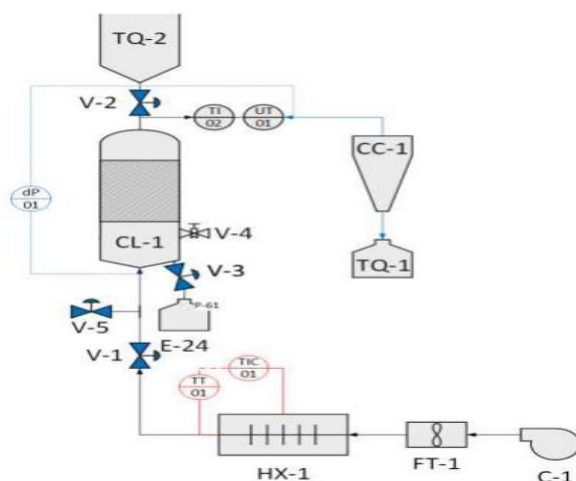 TQ-2
V-2
TI
02
UT
01
CC-1
dP
01
V-4
CL-1
TQ-1
V-3
P-61
V-5
V-1
E-24
TIC
01
TT
01
HX-1
FT-1
C-1